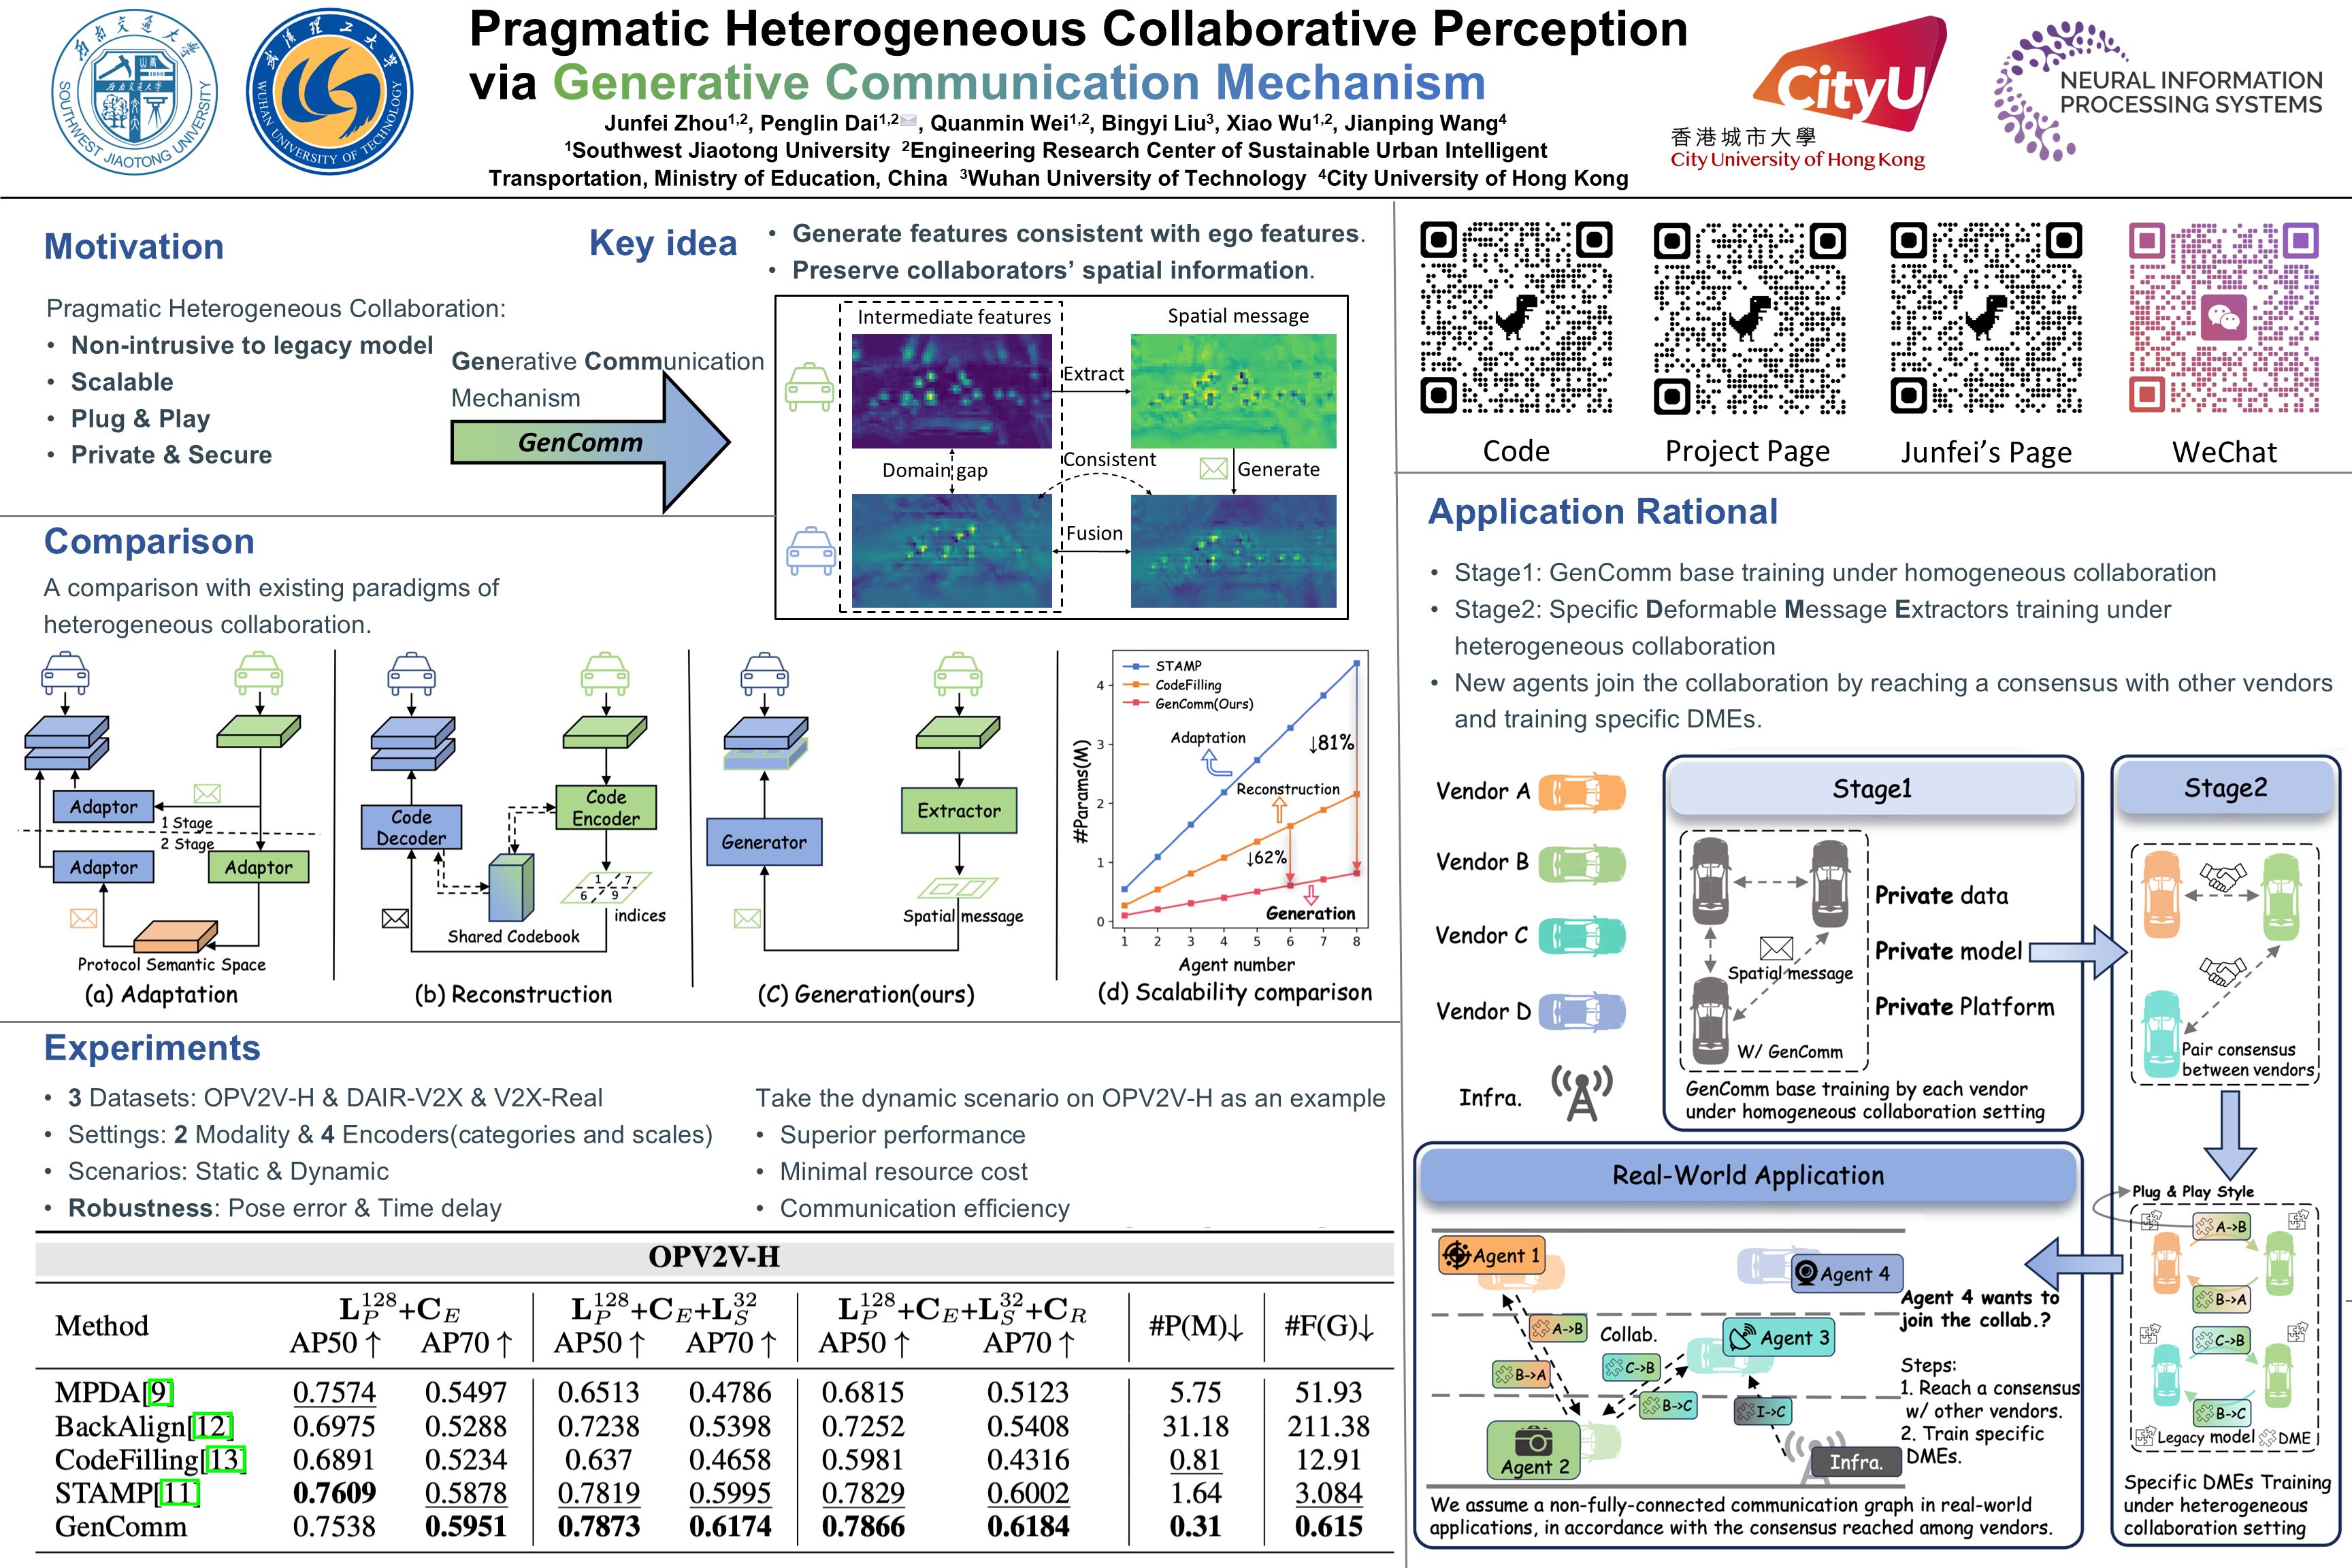 Pragmatic Heterogeneous Collaborative Perception
via Generative Communication Mechanism
Junfei Zhou1,2, Penglin Dai1,2✉, Quanmin Wei1,2, Bingyi Liu3, Xiao Wu1,2, Jianping Wang4
1Southwest Jiaotong University 2Engineering Research Center of Sustainable Urban Intelligent
Transportation, Ministry of Education, China 3Wuhan University of Technology 4City University of Hong Kong
SOUTHWEST JIAOTONG UNIVERSITY
WUHAN UNIVERSITY OF TECHNOLOGY
CityU
香港城市大學
City University of Hong Kong
NEURAL INFORMATION
PROCESSING SYSTEMS
Motivation
Pragmatic Heterogeneous Collaboration:
• Non-intrusive to legacy model
• Scalable
• Plug & Play
• Private & Secure
Generative Communication
Mechanism
GenComm
Key idea
• Generate features consistent with ego features.
• Preserve collaborators' spatial information.
Intermediate features
Spatial message
Extract
Domain gap
Consistent
Generate
Fusion
Code
Project Page
Junfei's Page
WeChat
Comparison
A comparison with existing paradigms of
heterogeneous collaboration.
Adaptor
1 Stage
2 Stage
Adaptor
Adaptor
Protocol Semantic Space
(a) Adaptation
Code
Decoder
Code
Encoder
1 7
6 9
indices
Shared Codebook
(b) Reconstruction
Generator
Extractor
Spatial message
(C) Generation(ours)
STAMP
CodeFilling
GenComm(Ours)
Adaptation
↓81%
Reconstruction
↓62%
Generation
#Params(M)
4
3
2
1
0
1 2 3 4 5 6 7 8
Agent number
(d) Scalability comparison
Experiments
• 3 Datasets: OPV2V-H & DAIR-V2X & V2X-Real
• Settings: 2 Modality & 4 Encoders(categories and scales)
• Scenarios: Static & Dynamic
• Robustness: Pose error & Time delay
Take the dynamic scenario on OPV2V-H as an example
• Superior performance
• Minimal resource cost
• Communication efficiency
OPV2V-H
Method L_P^128+C_E L_P^128+C_E+L_S^32 L_P^128+C_E+L_S^32+C_R #P(M)↓ #F(G)↓
AP50 ↑ AP70 ↑ AP50 ↑ AP70 ↑ AP50 ↑ AP70 ↑
MPDA[9] 0.7574 0.5497 0.6513 0.4786 0.6815 0.5123 5.75 51.93
BackAlign[12] 0.6975 0.5288 0.7238 0.5398 0.7252 0.5408 31.18 211.38
CodeFilling[13] 0.6891 0.5234 0.637 0.4658 0.5981 0.4316 0.81 12.91
STAMP[11] 0.7609 0.5878 0.7819 0.5995 0.7829 0.6002 1.64 3.084
GenComm 0.7538 0.5951 0.7873 0.6174 0.7866 0.6184 0.31 0.615
Application Rational
• Stage1: GenComm base training under homogeneous collaboration
• Stage2: Specific Deformable Message Extractors training under
heterogeneous collaboration
• New agents join the collaboration by reaching a consensus with other vendors
and training specific DMEs.
Vendor A
Vendor B
Vendor C
Vendor D
Infra.
Stage1
Spatial message
W/ GenComm
Private data
Private model
Private Platform
GenComm base training by each vendor
under homogeneous collaboration setting
Stage2
Pair consensus
between vendors
Plug & Play Style
A->B
B->A
C->B
B->C
Legacy model
DME
Specific DMEs Training
under heterogeneous
collaboration setting
Real-World Application
Agent 1
Agent 4
A->B
Collab.
Agent 3
B->A
C->B
B->C
I->C
Agent 2
Infra.
Agent 4 wants to
join the collab.?
Steps:
1. Reach a consensus
w/ other vendors.
2. Train specific
DMEs.
We assume a non-fully-connected communication graph in real-world
applications, in accordance with the consensus reached among vendors.